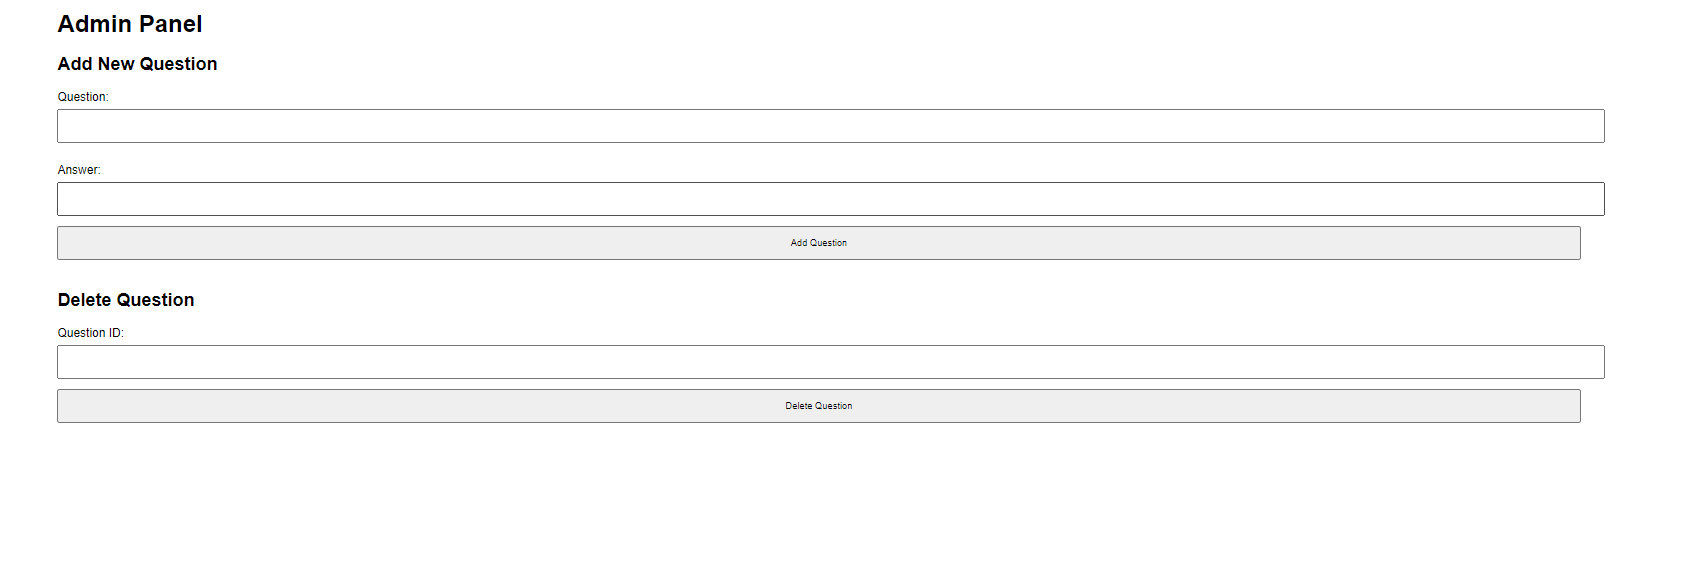 Admin Panel
Add New Question
Question:
Answer:
Add Question
Delete Question
Question ID:
Delete Question